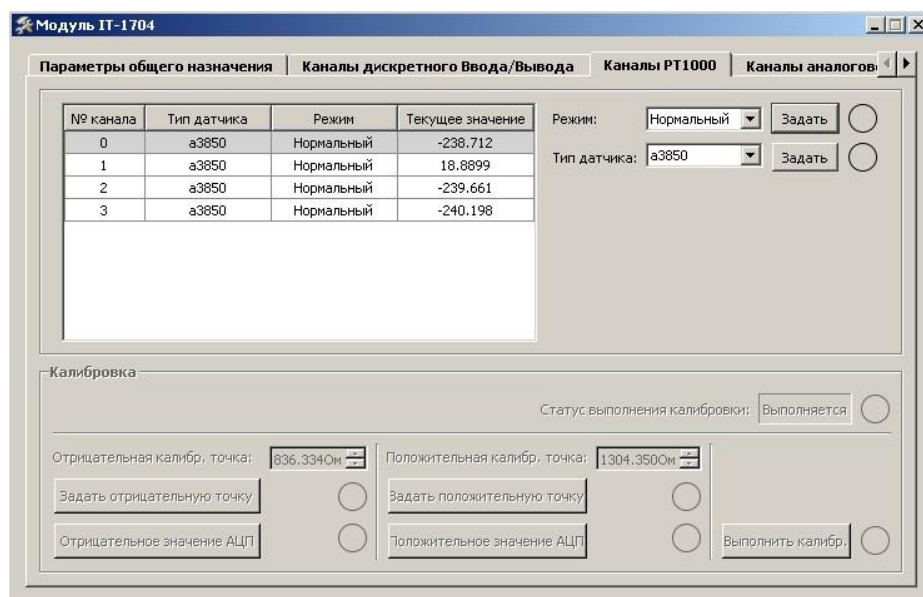 Модуль IT-1704
Параметры общего назначения
Каналы дискретного Ввода/Вывода
Каналы PT1000
Каналы аналогов
№ канала Тип датчика Режим Текущее значение
0 a3850 Нормальный -238.712
1 a3850 Нормальный 18.8899
2 a3850 Нормальный -239.661
3 a3850 Нормальный -240.198
Режим: Нормальный Задать
Тип датчика: a3850 Задать
Калибровка
Статус выполнения калибровки: Выполняется
Отрицательная калибр. точка: 836.334Ом
Положительная калибр. точка: 1304.350Ом
Задать отрицательную точку
Задать положительную точку
Отрицательное значение АЦП
Положительное значение АЦП
Выполнить калибр.